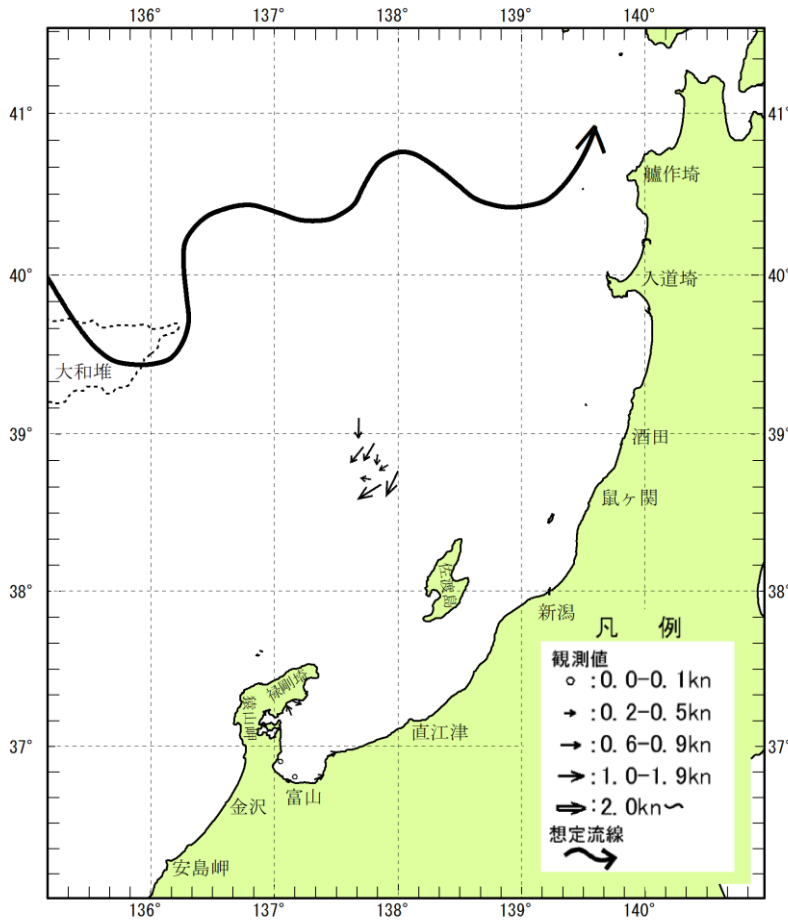 136° 137° 138° 139° 140°
41° 41°
艫作埼
40° 入道埼 40°
大和堆
39° 酒田 39°
鼠ヶ関
佐渡島
38° 38°
新潟
凡 例
観測値
禄剛埼
:0.0-0.1kn
猿山岬
:0.2-0.5kn
直江津
37° 37°
:0.6-0.9kn
:1.0-1.9kn
富山
金沢
:2.0kn~
想定流線
安島岬
136° 137° 138° 139° 140°